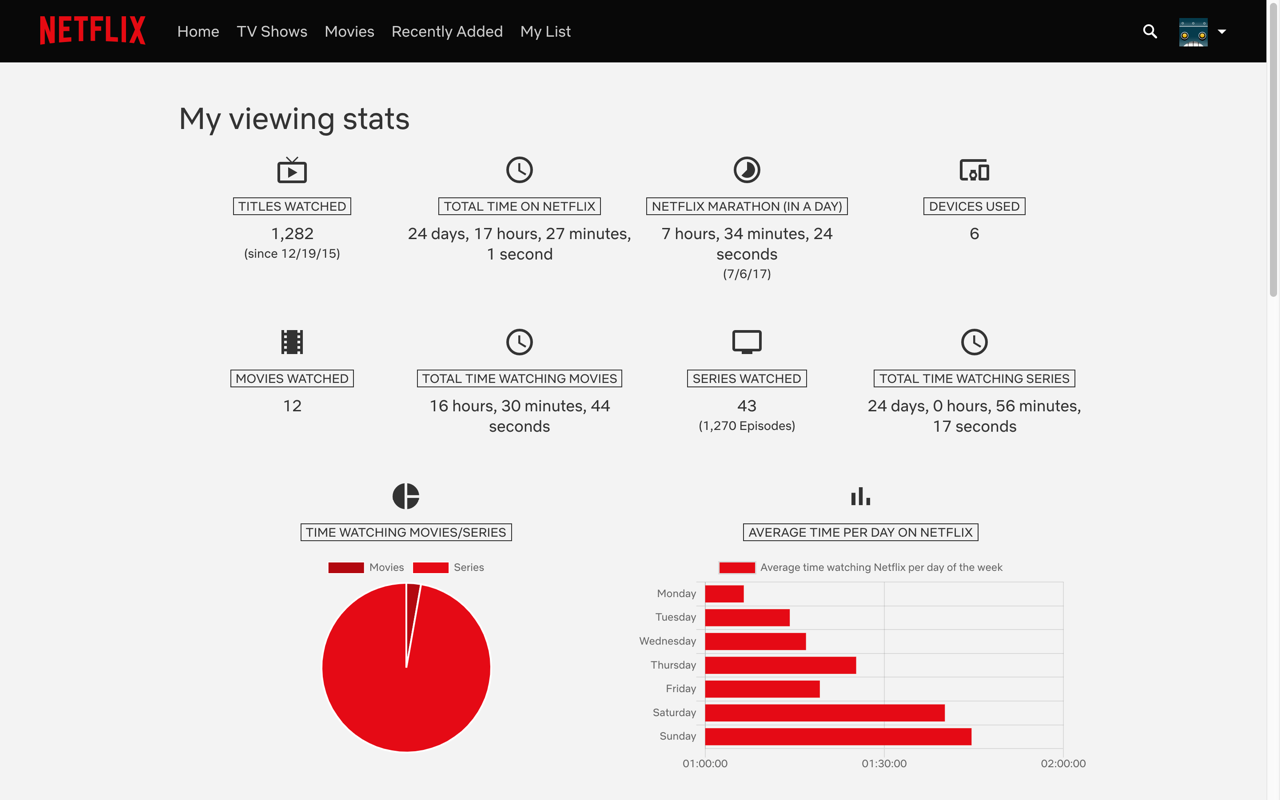 NETFLIX Home TV Shows Movies Recently Added My List
My viewing stats
TITLES WATCHED
1,282
(since 12/19/15)
TOTAL TIME ON NETFLIX
24 days, 17 hours, 27 minutes,
1 second
NETFLIX MARATHON (IN A DAY)
7 hours, 34 minutes, 24
seconds
(7/6/17)
DEVICES USED
6
MOVIES WATCHED
12
TOTAL TIME WATCHING MOVIES
16 hours, 30 minutes, 44
seconds
SERIES WATCHED
43
(1,270 Episodes)
TOTAL TIME WATCHING SERIES
24 days, 0 hours, 56 minutes,
17 seconds
TIME WATCHING MOVIES/SERIES
Movies Series
AVERAGE TIME PER DAY ON NETFLIX
Average time watching Netflix per day of the week
Monday
Tuesday
Wednesday
Thursday
Friday
Saturday
Sunday
01:00:00 01:30:00 02:00:00